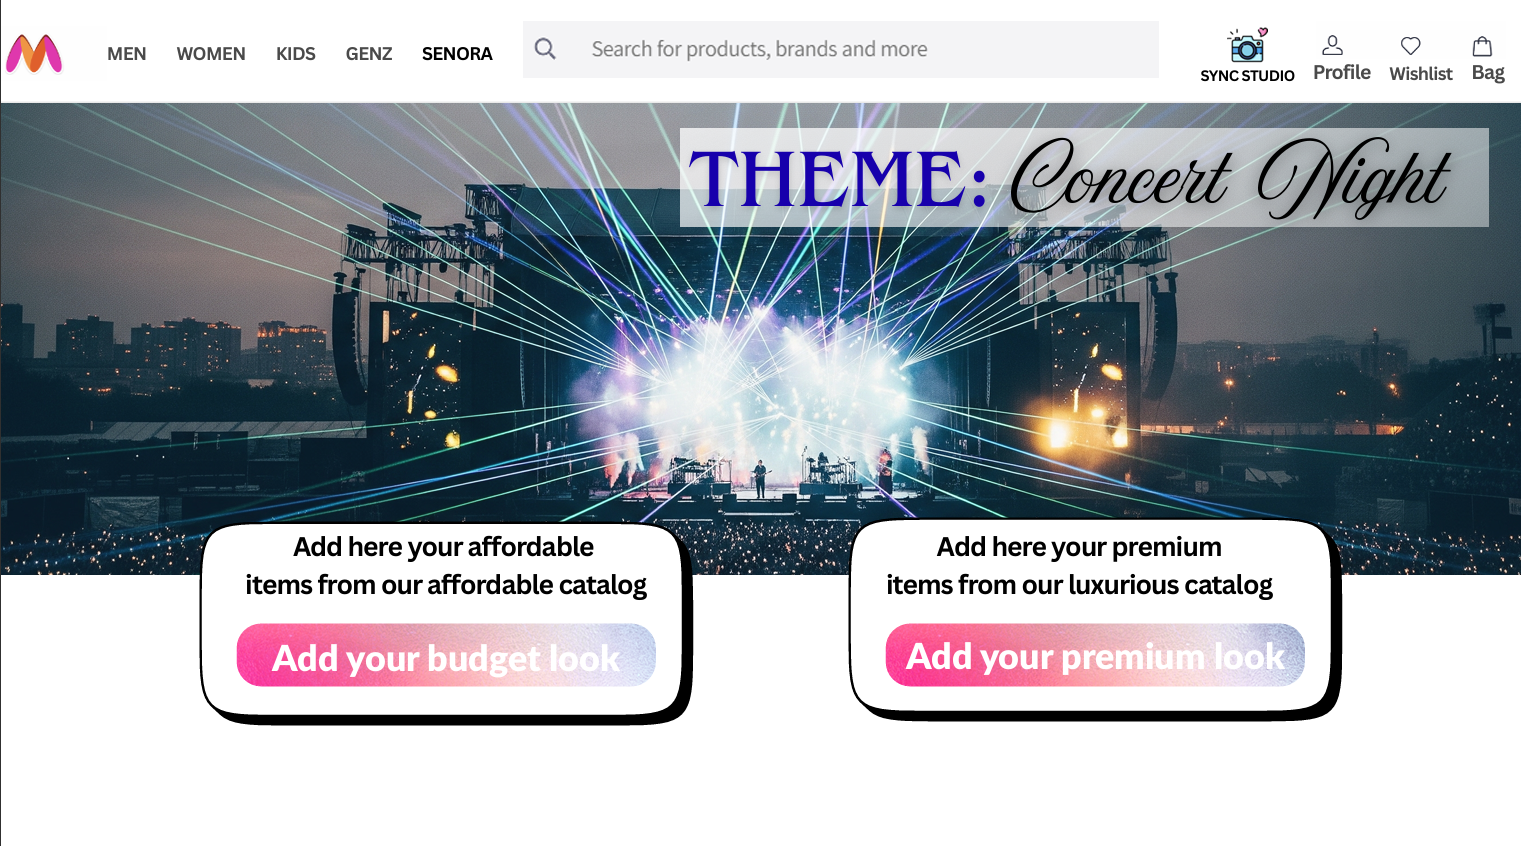 MEN WOMEN KIDS GENZ SENORA Search for products, brands and more SYNC STUDIO Profile Wishlist Bag
THEME: Concert Night
Add here your affordable
items from our affordable catalog
Add your budget look
Add here your premium
items from our luxurious catalog
Add your premium look